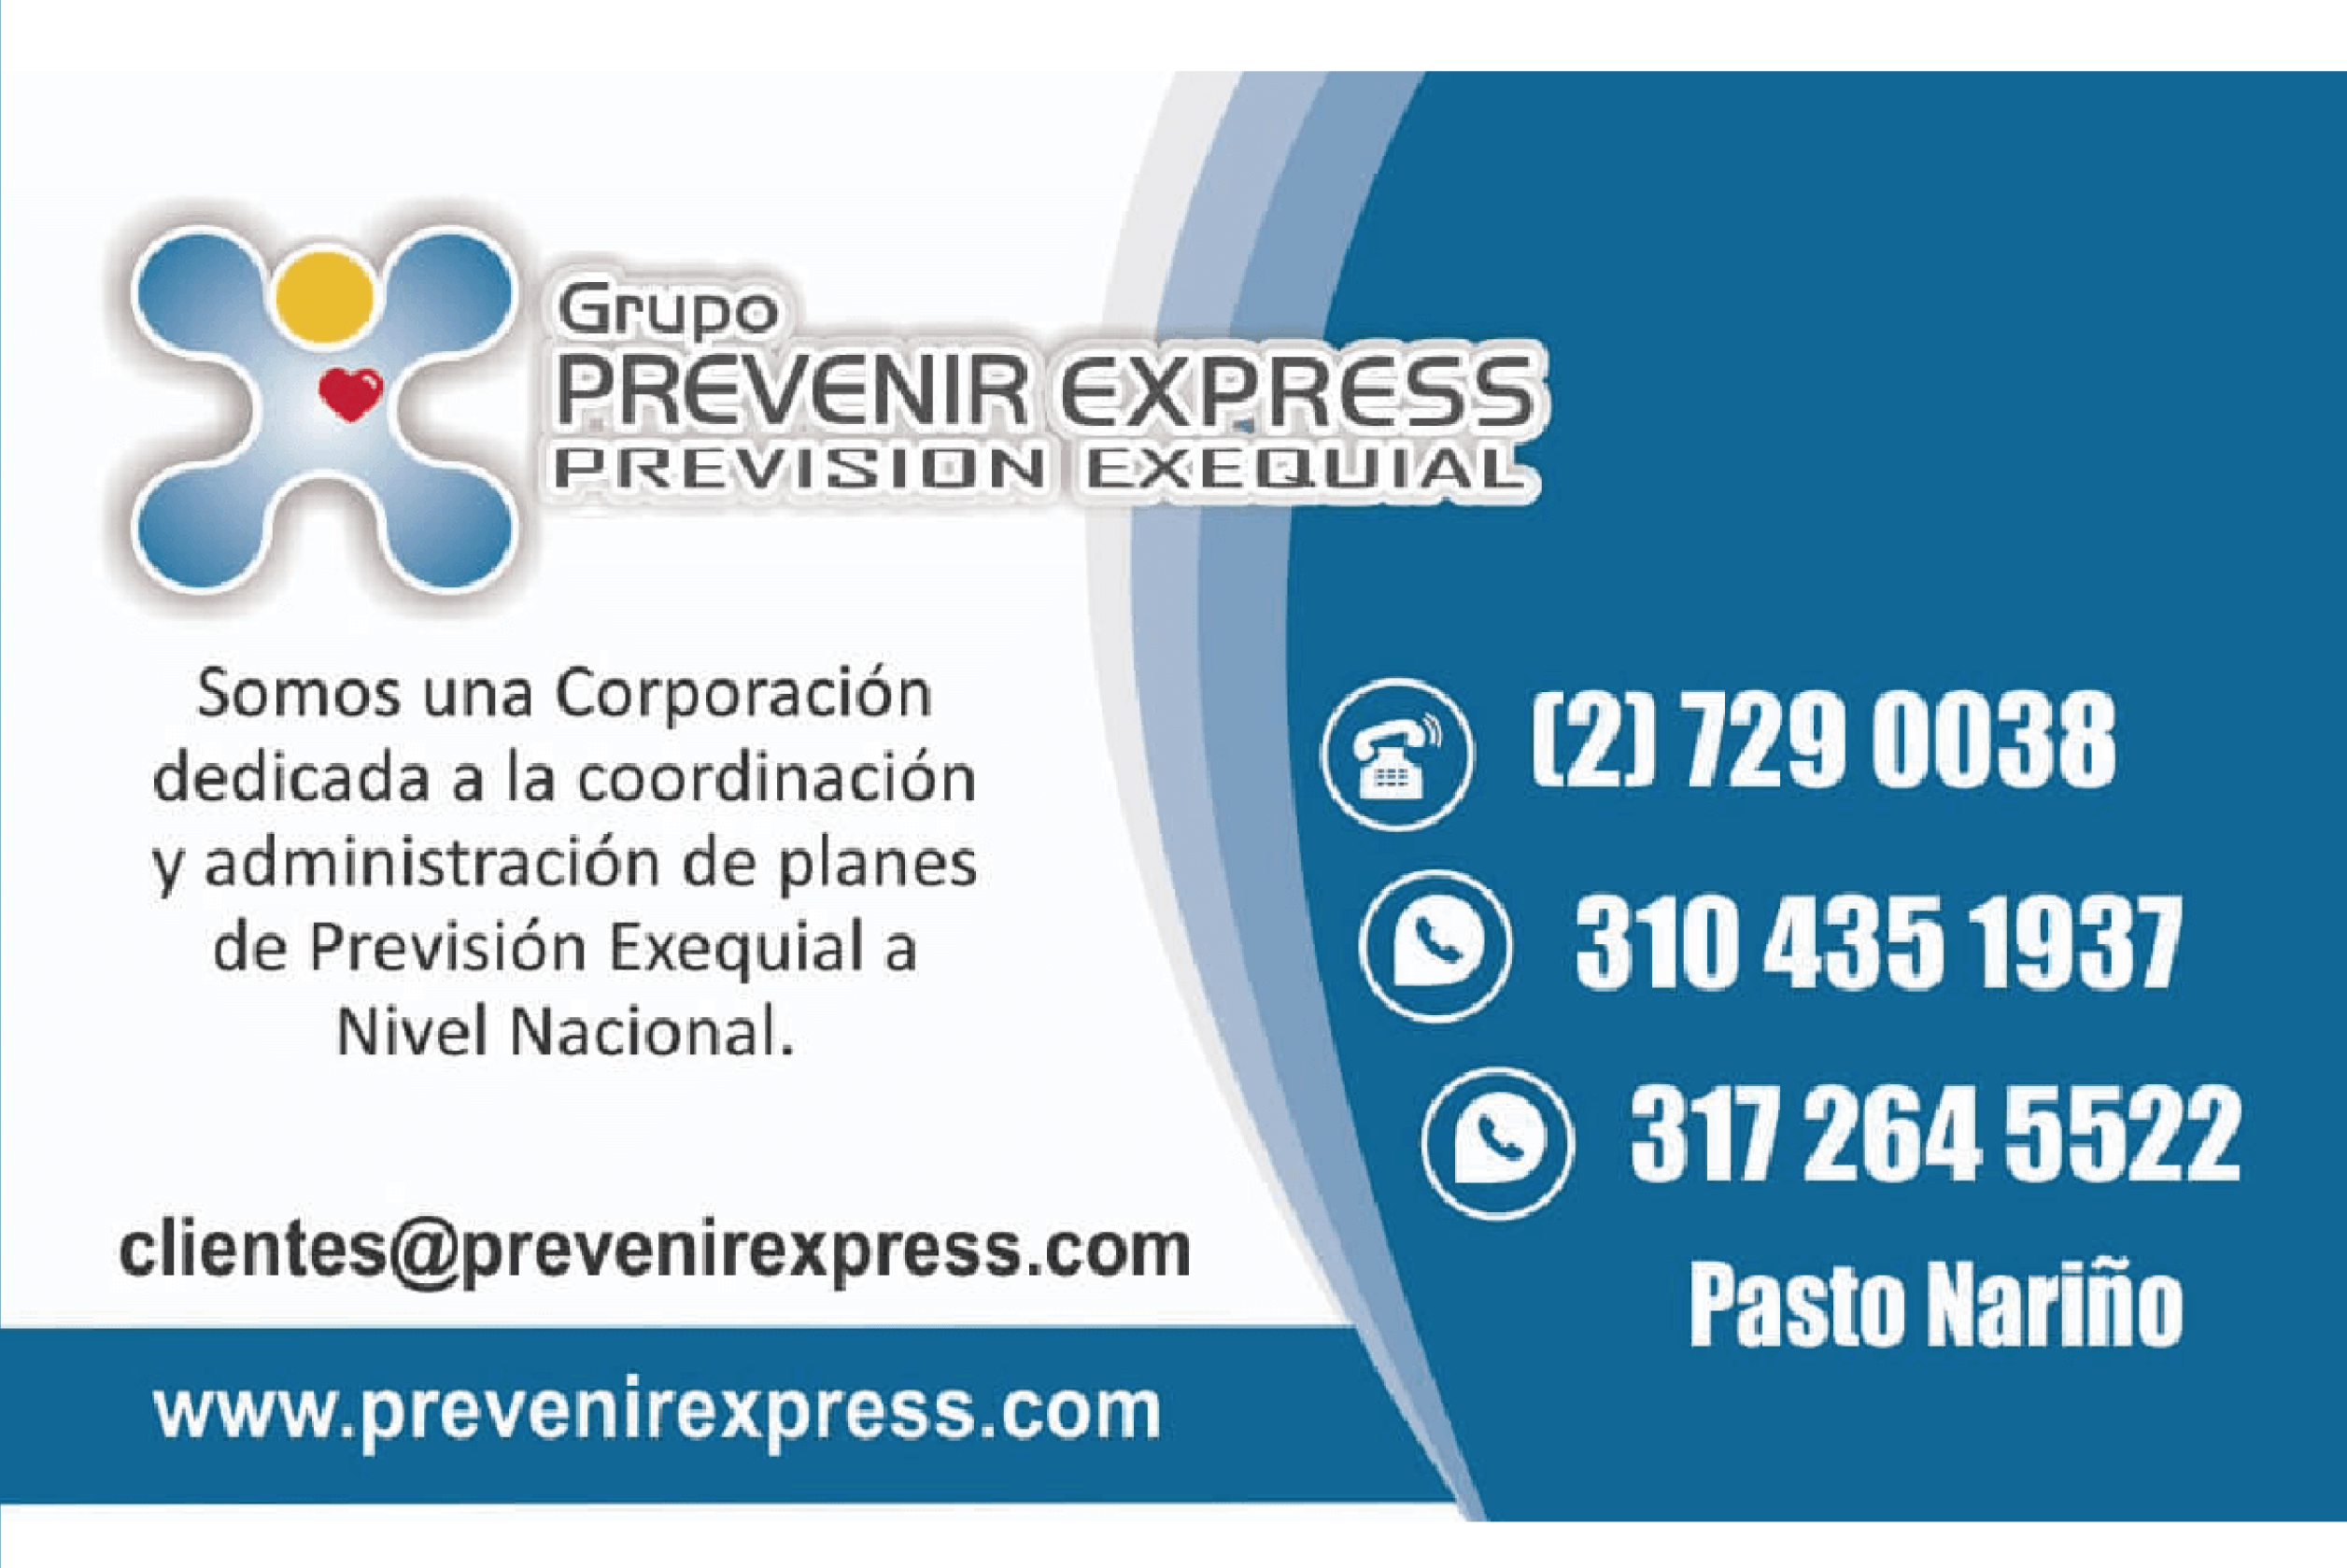 Grupo
PREVENIR EXPRESS
PREVISION EXEQUIAL
Somos una Corporación
dedicada a la coordinación
y administración de planes
de Previsión Exequial a
Nivel Nacional.
clientes@prevenirexpress.com
www.prevenirexpress.com
(2) 729 0038
310 435 1937
317 264 5522
Pasto Nariño